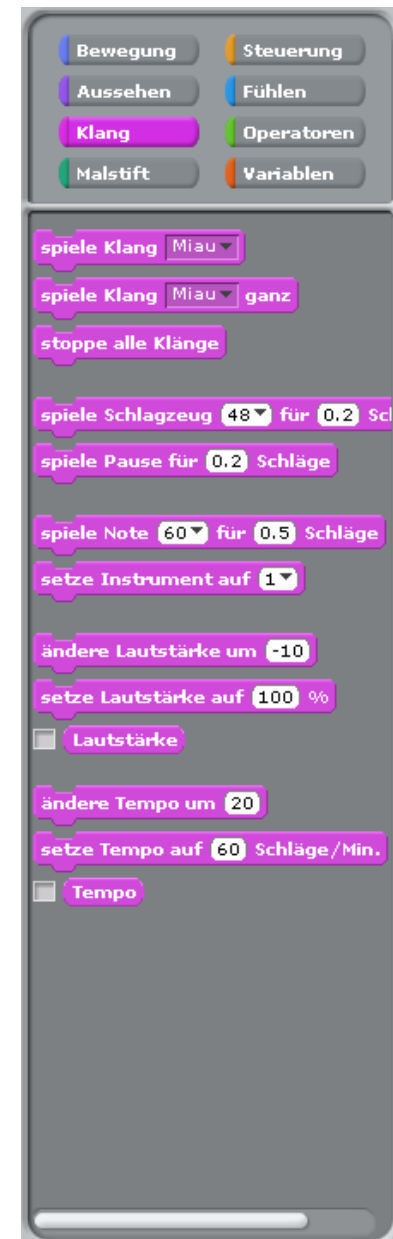 Bewegung Steuerung
Aussehen Fühlen
Klang Operatoren
Malstift Variablen
spiele Klang Miau
spiele Klang Miau ganz
stoppe alle Klänge
spiele Schlagzeug 48 für 0.2 Scl
spiele Pause für 0.2 Schläge
spiele Note 60 für 0.5 Schläge
setze Instrument auf 1
ändere Lautstärke um -10
setze Lautstärke auf 100 %
Lautstärke
ändere Tempo um 20
setze Tempo auf 60 Schläge/Min.
Tempo